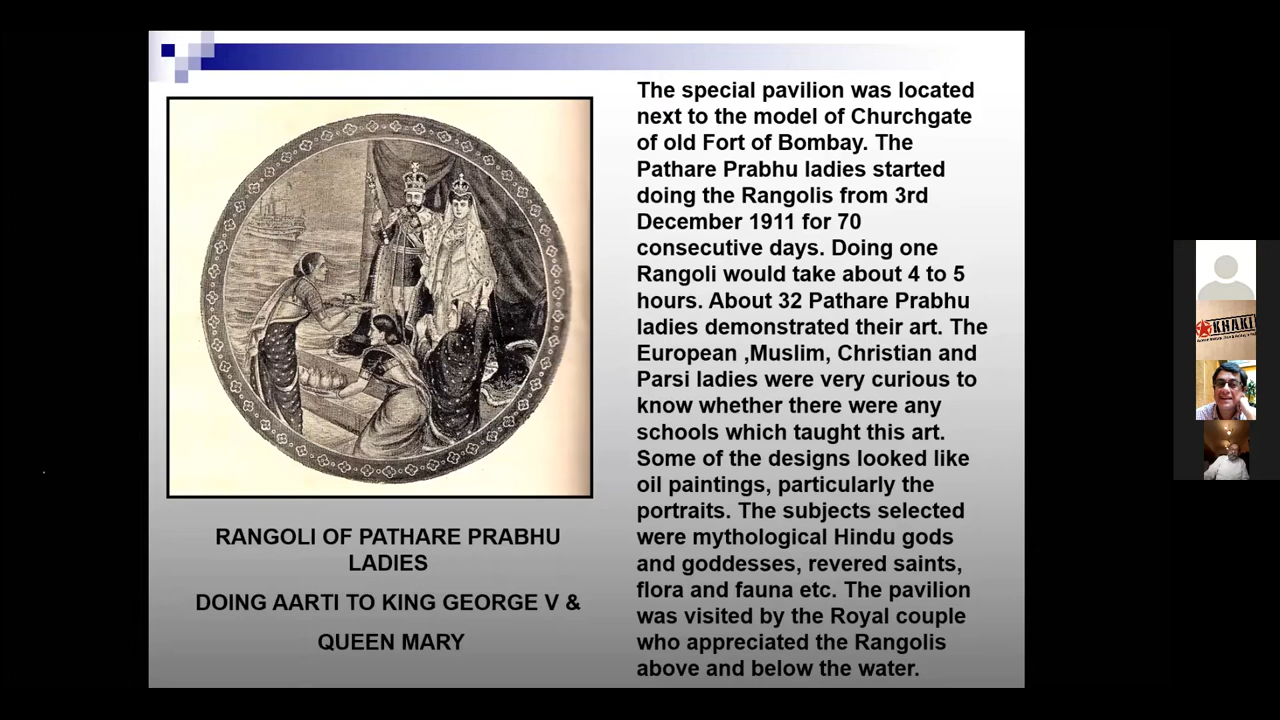 The special pavilion was located
next to the model of Churchgate
of old Fort of Bombay. The
Pathare Prabhu ladies started
doing the Rangolis from 3rd
December 1911 for 70
consecutive days. Doing one
Rangoli would take about 4 to 5
hours. About 32 Pathare Prabhu
ladies demonstrated their art. The
European ,Muslim, Christian and
Parsi ladies were very curious to
know whether there were any
schools which taught this art.
Some of the designs looked like
oil paintings, particularly the
portraits. The subjects selected
were mythological Hindu gods
and goddesses, revered saints,
flora and fauna etc. The pavilion
was visited by the Royal couple
who appreciated the Rangolis
above and below the water.
RANGOLI OF PATHARE PRABHU
LADIES
DOING AARTI TO KING GEORGE V &
QUEEN MARY